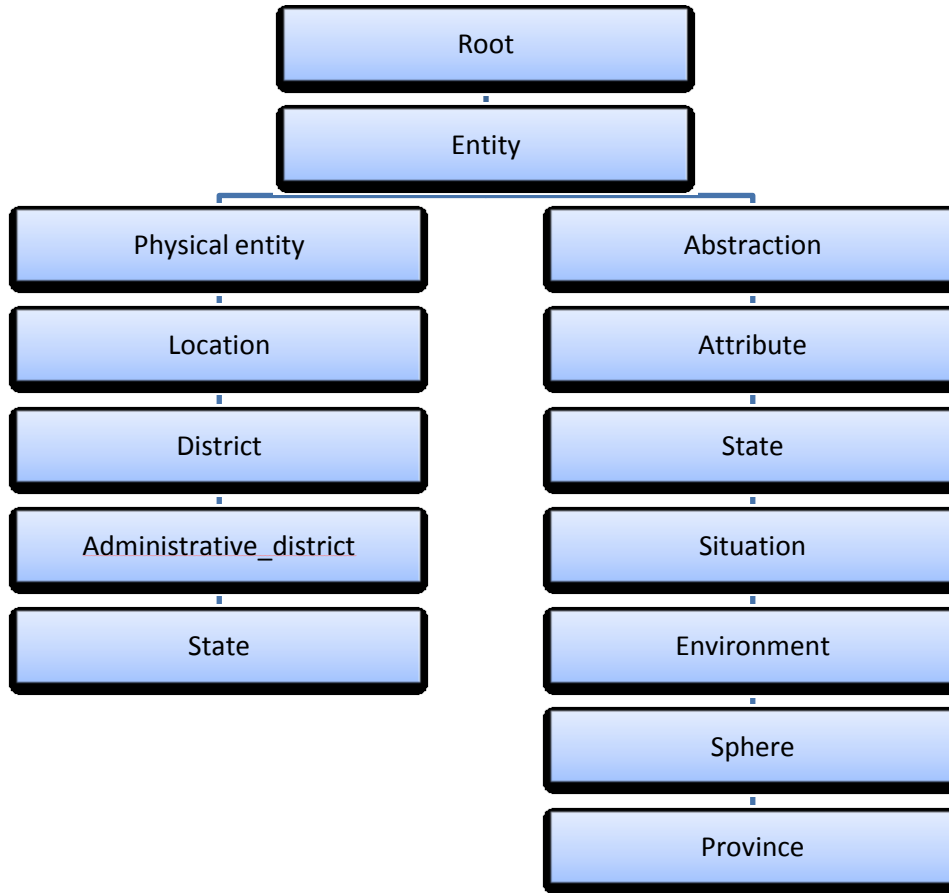 Root
Entity
Physical entity
Abstraction
Location
Attribute
District
State
Administrative_district
Situation
State
Environment
Sphere
Province